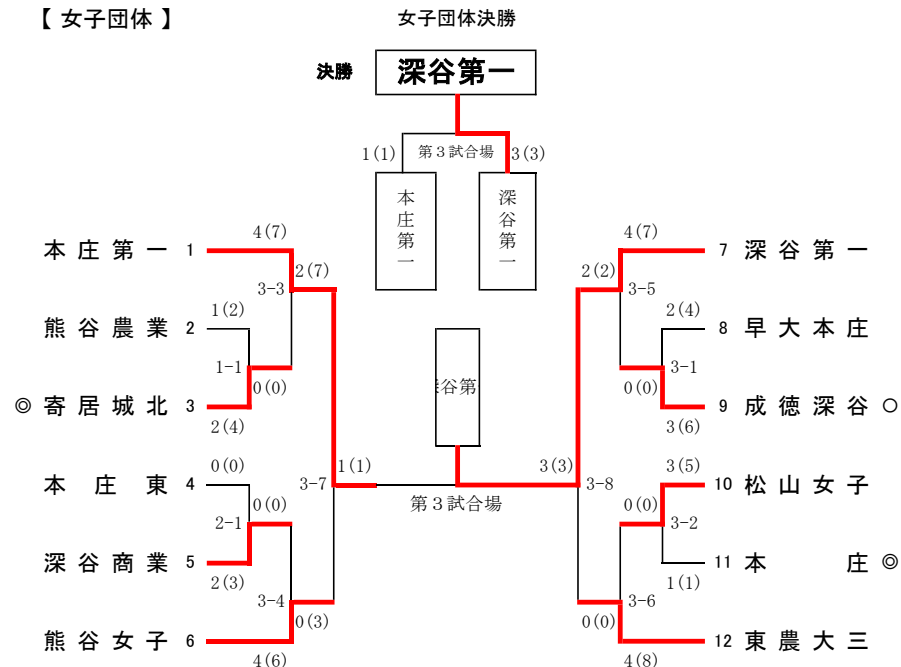 【 女子団体 】
女子団体決勝
決勝
深谷第一
1(1)
第３試合場
3(3)
本庄第一
深谷第一
4(7)
4(7)
本庄第一 1
7 深谷第一
2(7)
2(2)
3-3
3-5
1(2)
2(4)
熊谷農業 2
8 早大本庄
1-1
3-1
0(0)
0(0)
谷第
◎ 寄居城北 3
9 成徳深谷 ○
2(4)
3(6)
0(0)
1(1)
3(3)
3(5)
本庄東 4
3-7
3-8
10 松山女子
0(0)
第３試合場
0(0)
2-1
3-2
深谷商業 5
11 本庄 ◎
2(3)
1(1)
3-4
3-6
0(3)
0(0)
熊谷女子 6
12 東農大三
4(6)
4(8)